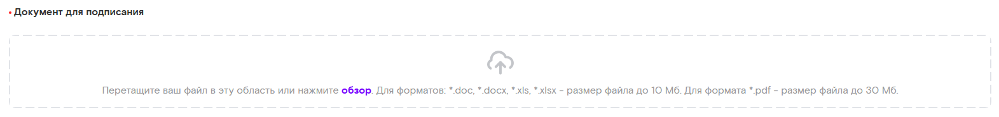 Документ для подписания
Перетащите ваш файл в эту область или нажмите обзор. Для форматов: *.doc, *.docx, *.xls, *.xlsx - размер файла до 10 Мб. Для формата *.pdf - размер файла до 30 Мб.